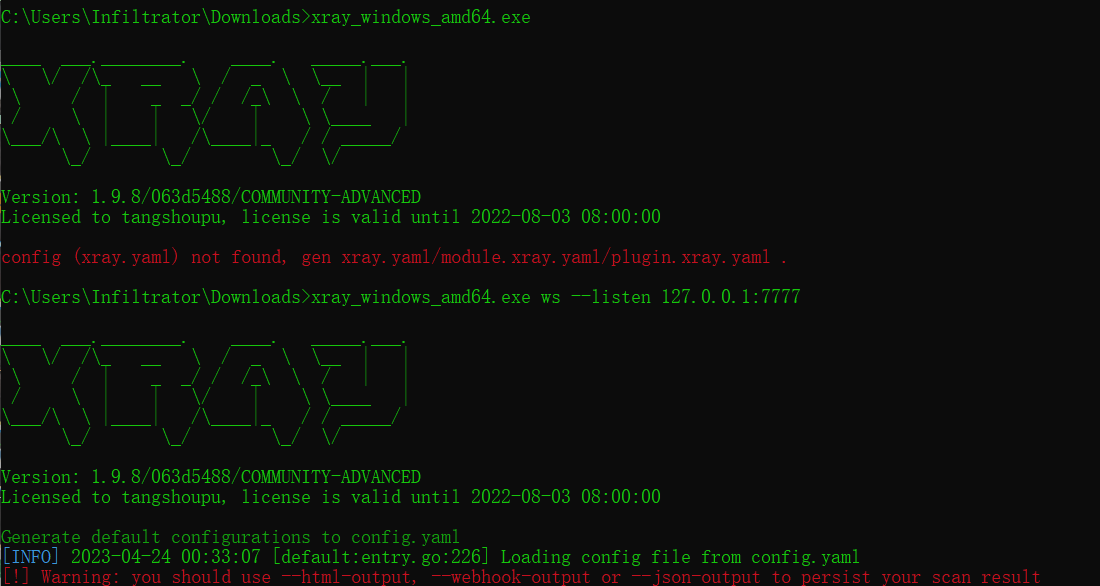 C:\Users\Infiltrator\Downloads>xray_windows_amd64.exe
XRAY
Version: 1.9.8/063d5488/COMMUNITY-ADVANCED
Licensed to tangshoupu, license is valid until 2022-08-03 08:00:00
config (xray.yaml) not found, gen xray.yaml/module.xray.yaml/plugin.xray.yaml .
C:\Users\Infiltrator\Downloads>xray_windows_amd64.exe ws --listen 127.0.0.1:7777
XRAY
Version: 1.9.8/063d5488/COMMUNITY-ADVANCED
Licensed to tangshoupu, license is valid until 2022-08-03 08:00:00
Generate default configurations to config.yaml
[INFO] 2023-04-24 00:33:07 [default:entry.go:226] Loading config file from config.yaml
[!] Warning: you should use --html-output, --webhook-output or --json-output to persist your scan result